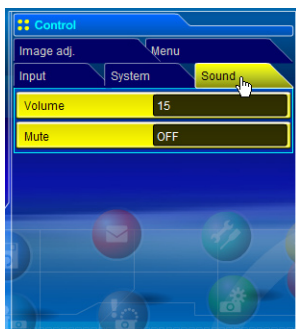 Control
Image adj. Menu
Input System Sound
Volume 15
Mute OFF